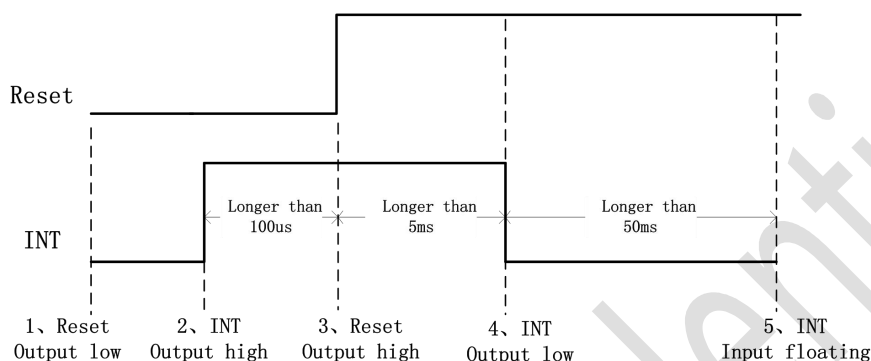 Reset
Longer than
100us
Longer than
5ms
Longer than
50ms
INT
1、Reset
Output low
2、INT
Output high
3、Reset
Output high
4、INT
Output low
5、INT
Input floating